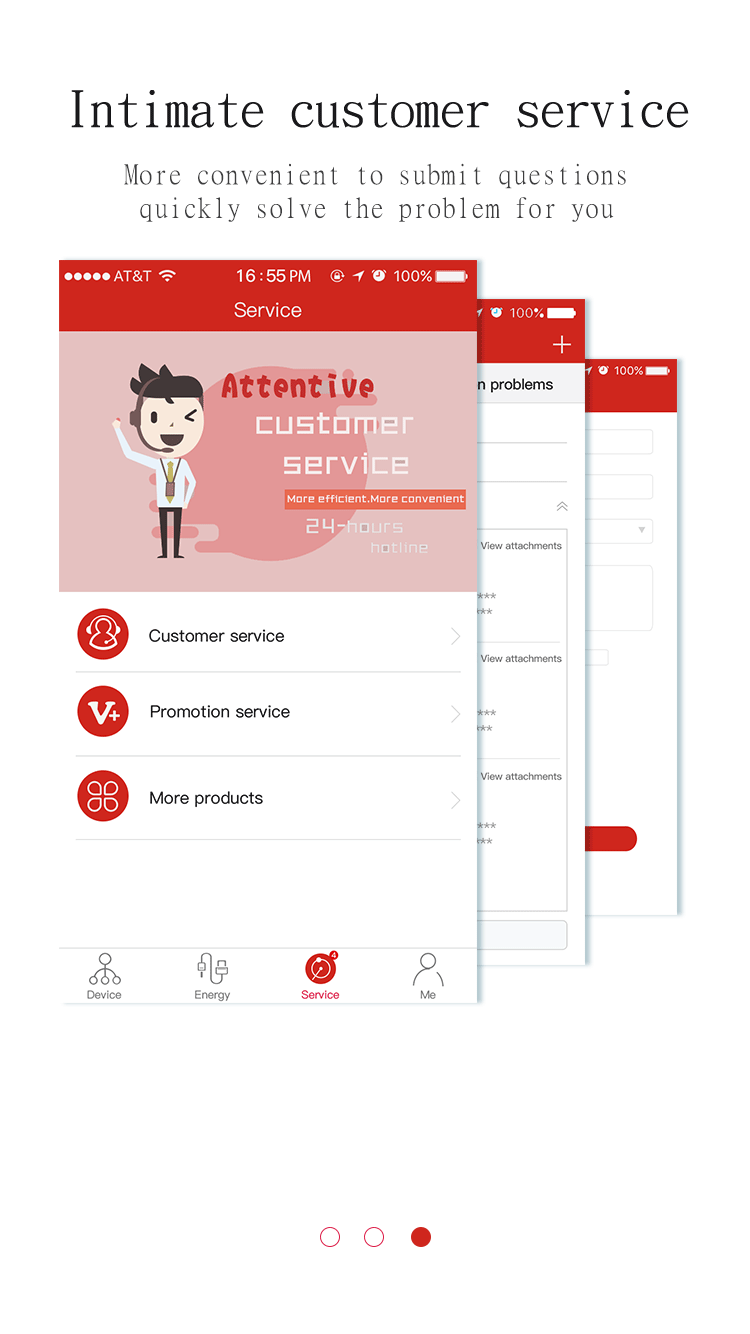 Intimate customer service
More convenient to submit questions
quickly solve the problem for you
AT&T 16:55 PM 100%
Service
Attentive
customer
service
More efficient.More convenient
24-hours
hotline
Customer service
Promotion service
More products
Device Energy Service Me
4
100%
n problems
View attachments
***
***
View attachments
***
***
View attachments
***
***
100%